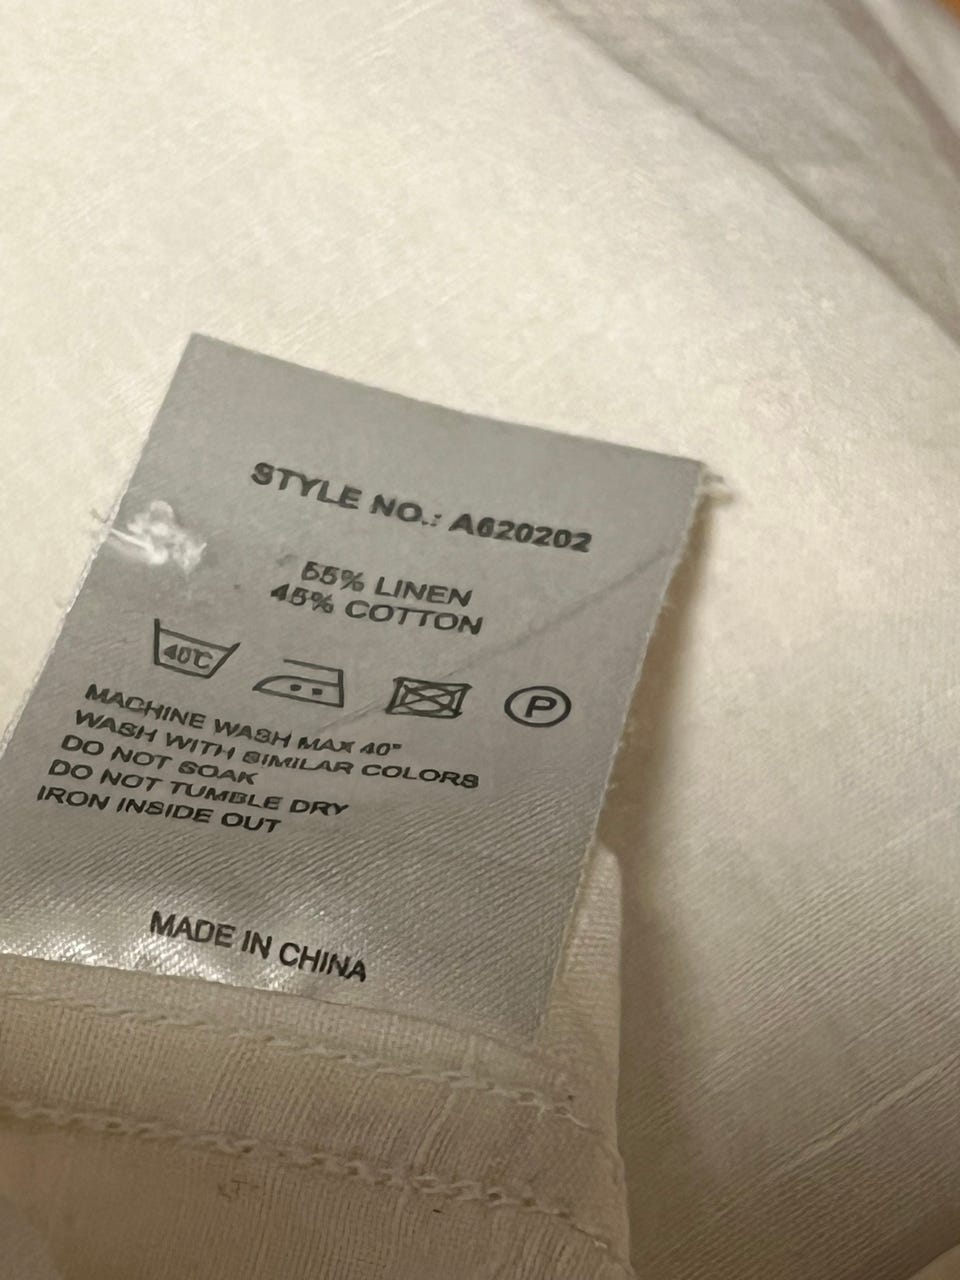 STYLE NO.: A620202
55% LINEN
45% COTTON
40°C
P
MACHINE WASH MAX 40°
WASH WITH SIMILAR COLORS
DO NOT SOAK
DO NOT TUMBLE DRY
IRON INSIDE OUT
MADE IN CHINA